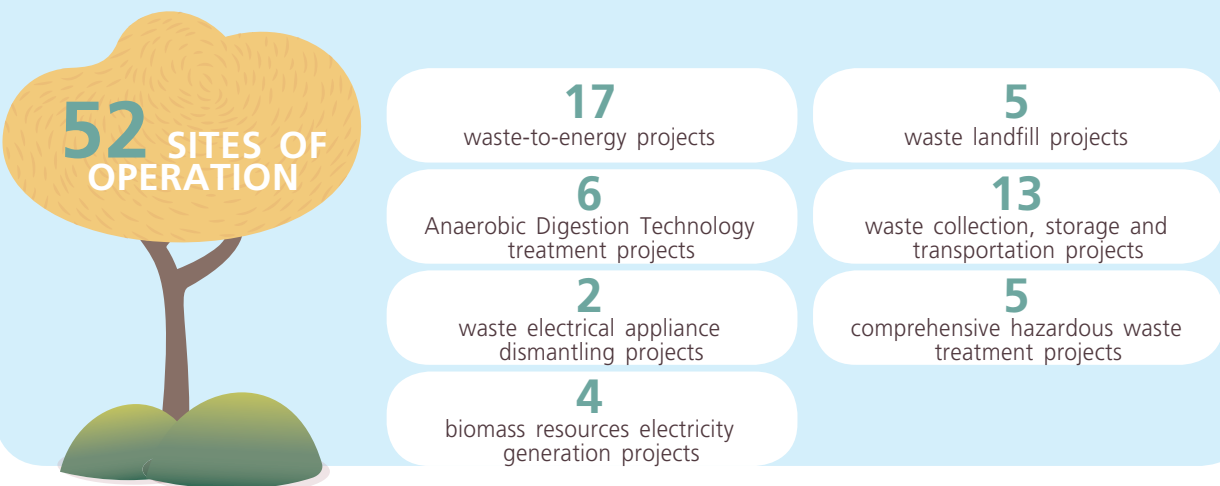 52 SITES OF
OPERATION
17
waste-to-energy projects
5
waste landfill projects
6
Anaerobic Digestion Technology
treatment projects
13
waste collection, storage and
transportation projects
2
waste electrical appliance
dismantling projects
5
comprehensive hazardous waste
treatment projects
4
biomass resources electricity
generation projects